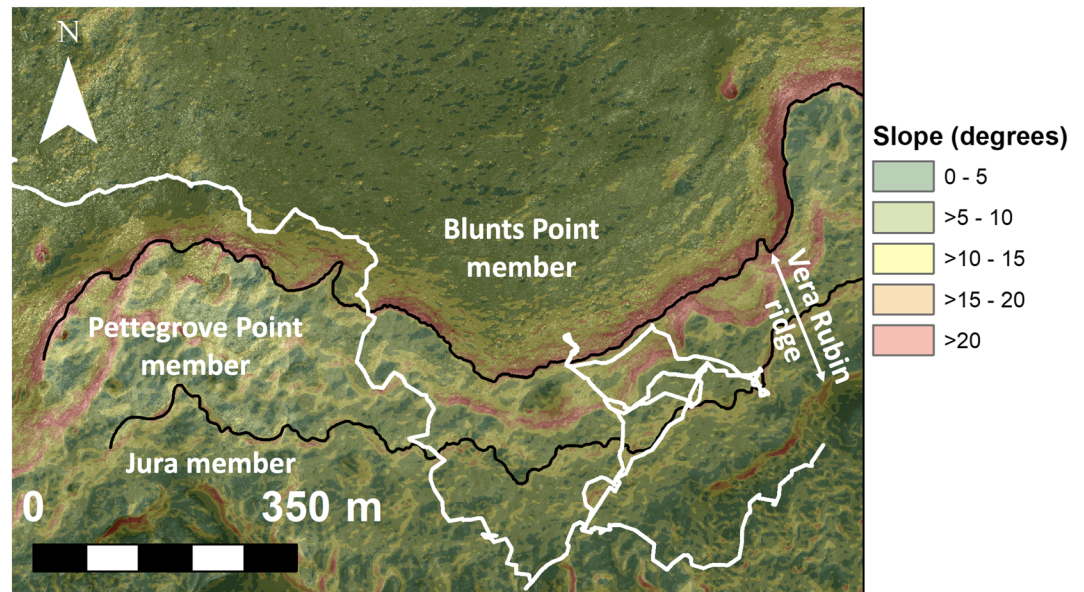 N
Blunts Point
member
Pettegrove Point
member
Vera Rubin
ridge
Jura member
0
350 m
Slope (degrees)
0 - 5
>5 - 10
>10 - 15
>15 - 20
>20